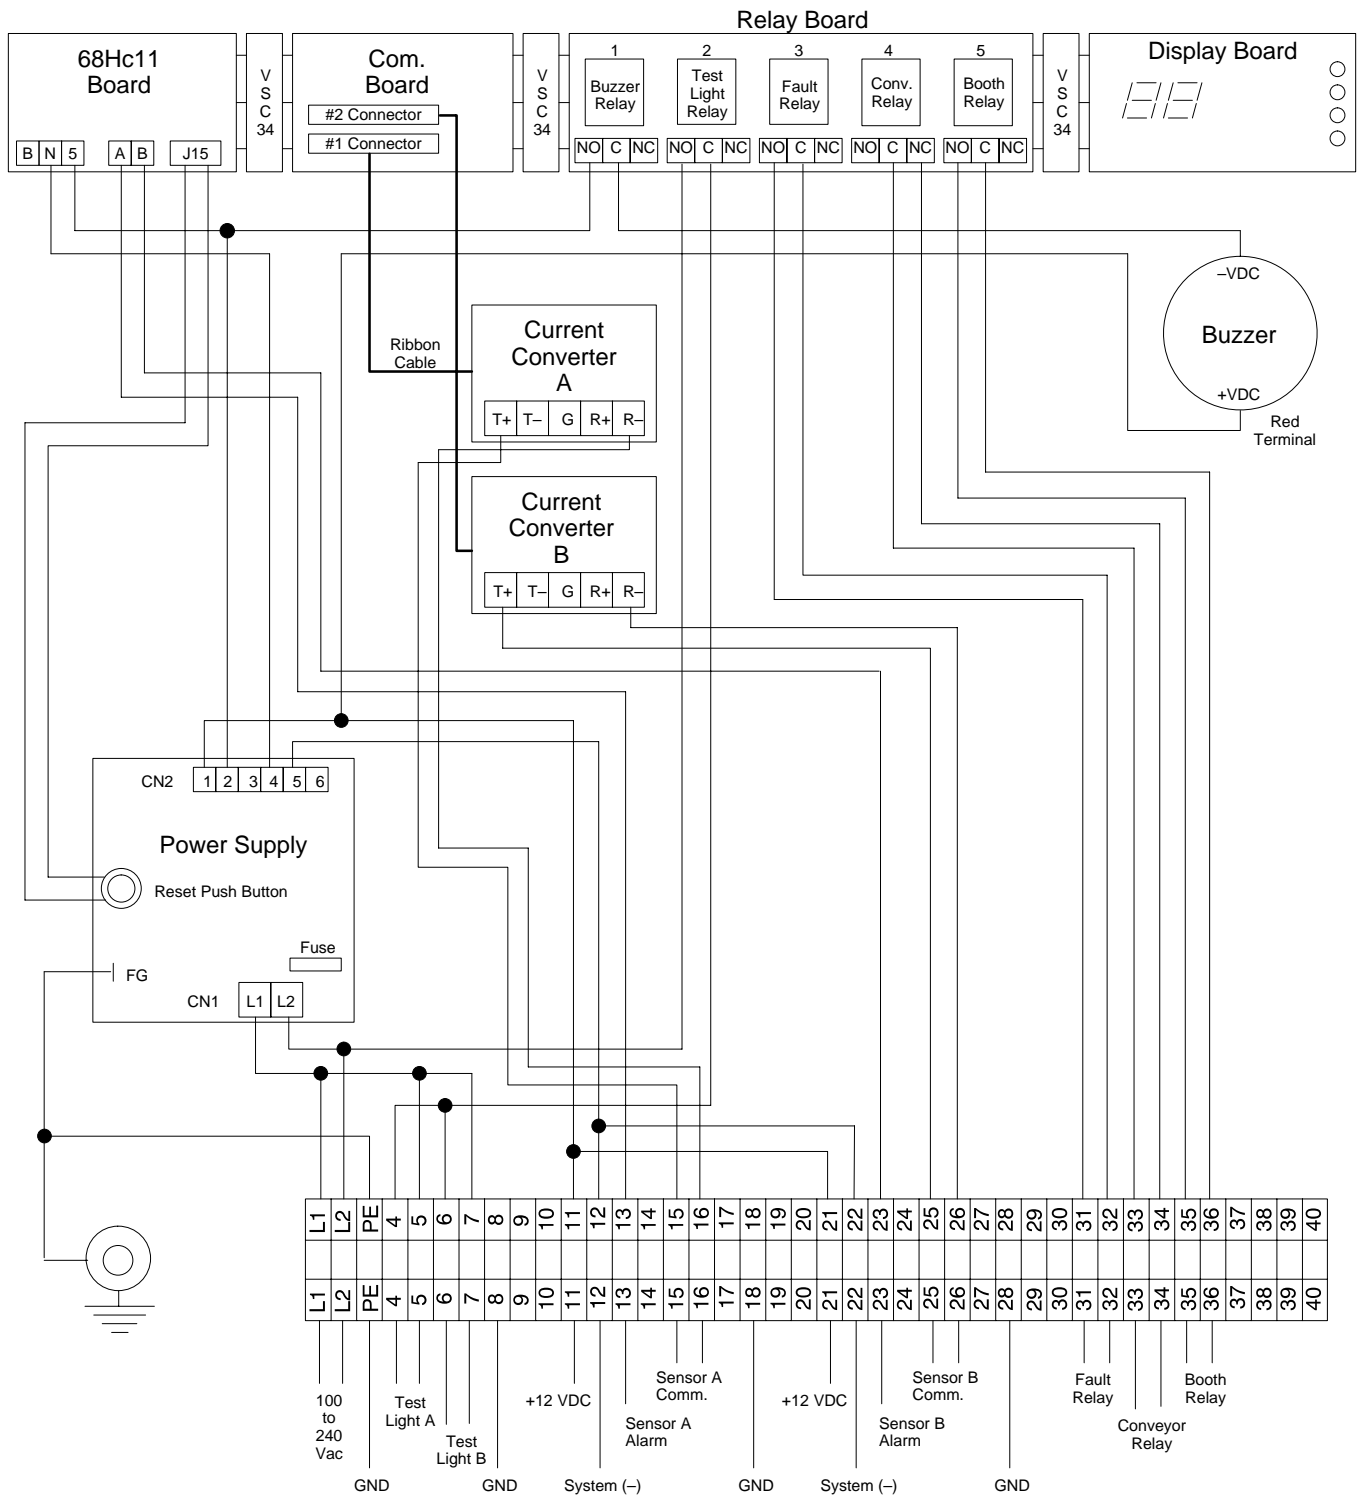 Relay Board
68Hc11
Board
V
S
C
34
Com.
Board
#2 Connector
#1 Connector
V
S
C
34
1 2 3 4 5
Buzzer
Relay
Test
Light
Relay
Fault
Relay
Conv.
Relay
Booth
Relay
V
S
C
34
Display Board
B N 5 A B J15
NO C NC NO C NC NO C NC NO C NC NO C NC
–VDC
Buzzer
+VDC
Red
Terminal
Ribbon
Cable
Current
Converter
A
T+ T– G R+ R–
Current
Converter
B
T+ T– G R+ R–
CN2 1 2 3 4 5 6
Power Supply
Reset Push Button
Fuse
FG
CN1 L1 L2
L1 L2 PE 4 5 6 7 8 9 10 11 12 13 14 15 16 17 18 19 20 21 22 23 24 25 26 27 28 29 30 31 32 33 34 35 36 37 38 39 40
L1 L2 PE 4 5 6 7 8 9 10 11 12 13 14 15 16 17 18 19 20 21 22 23 24 25 26 27 28 29 30 31 32 33 34 35 36 37 38 39 40
100
to
240
Vac
GND
Test
Light A
Test
Light B
GND
+12 VDC
System (–)
Sensor A
Alarm
Sensor A
Comm.
GND
+12 VDC
System (–)
Sensor B
Alarm
Sensor B
Comm.
GND
Fault
Relay
Conveyor
Relay
Booth
Relay